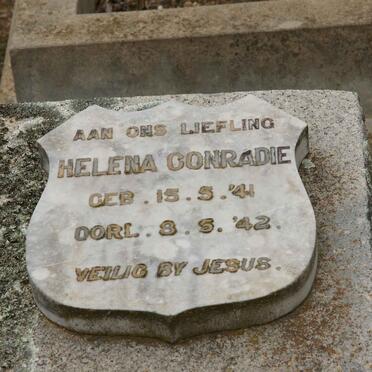 AAN ONS LIEFLING
HELENA CONRADIE
GEB. 15. 5. '41
OORL. 8. 5. '42.
VEILIG BY JESUS.